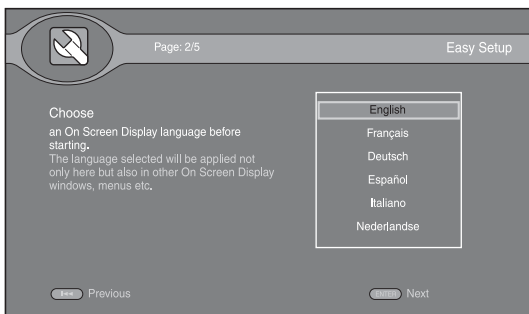 Page: 2/5
Easy Setup
Choose
an On Screen Display language before
starting.
The language selected will be applied not
only here but also in other On Screen Display
windows, menus etc.
English
Français
Deutsch
Español
Italiano
Nederlandse
Previous
ENTER Next